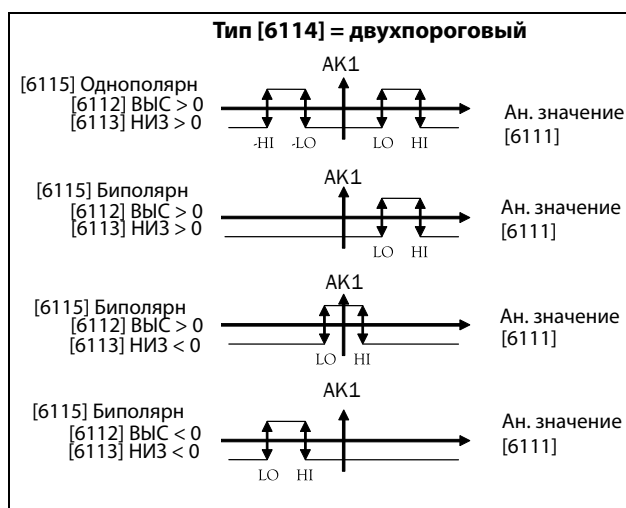 Тип [6114] = двухпороговый
АК1
[6115] Однополярн
[6112] ВЫС > 0
[6113] НИЗ > 0
-HI -LO LO HI
Ан. значение
[6111]
АК1
[6115] Биполярн
[6112] ВЫС > 0
[6113] НИЗ > 0
LO HI
Ан. значение
[6111]
АК1
[6115] Биполярн
[6112] ВЫС > 0
[6113] НИЗ < 0
LO HI
Ан. значение
[6111]
АК1
[6115] Биполярн
[6112] ВЫС < 0
[6113] НИЗ < 0
LO HI
Ан. значение
[6111]